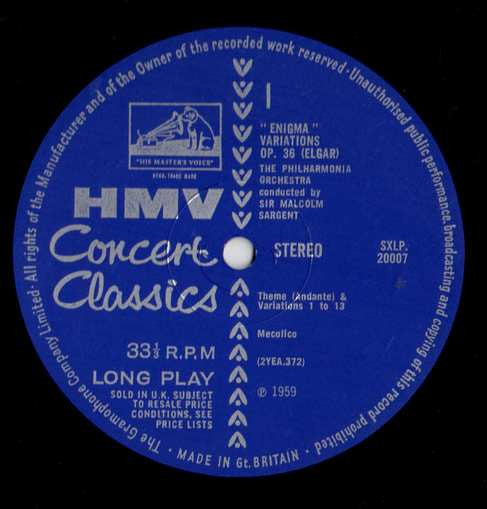 The Gramophone Company Limited · All rights of the Manufacturer and of the Owner of the recorded work reserved · Unauthorised public performance, broadcasting and copying of this record prohibited
"HIS MASTER'S VOICE"
REGD. TRADE MARK
HMV
Concert
Classics
33⅓ R.P.M
LONG PLAY
SOLD IN U.K. SUBJECT
TO RESALE PRICE
CONDITIONS, SEE
PRICE LISTS
I
"ENIGMA"
VARIATIONS
OP. 36 (ELGAR)
THE PHILHARMONIA
ORCHESTRA
conducted by
SIR MALCOLM
SARGENT
STEREO
SXLP.
20007
Theme (Andante) &
Variations 1 to 13
Mecolico
(2YEA.372)
℗ 1959
· MADE IN Gt. BRITAIN ·